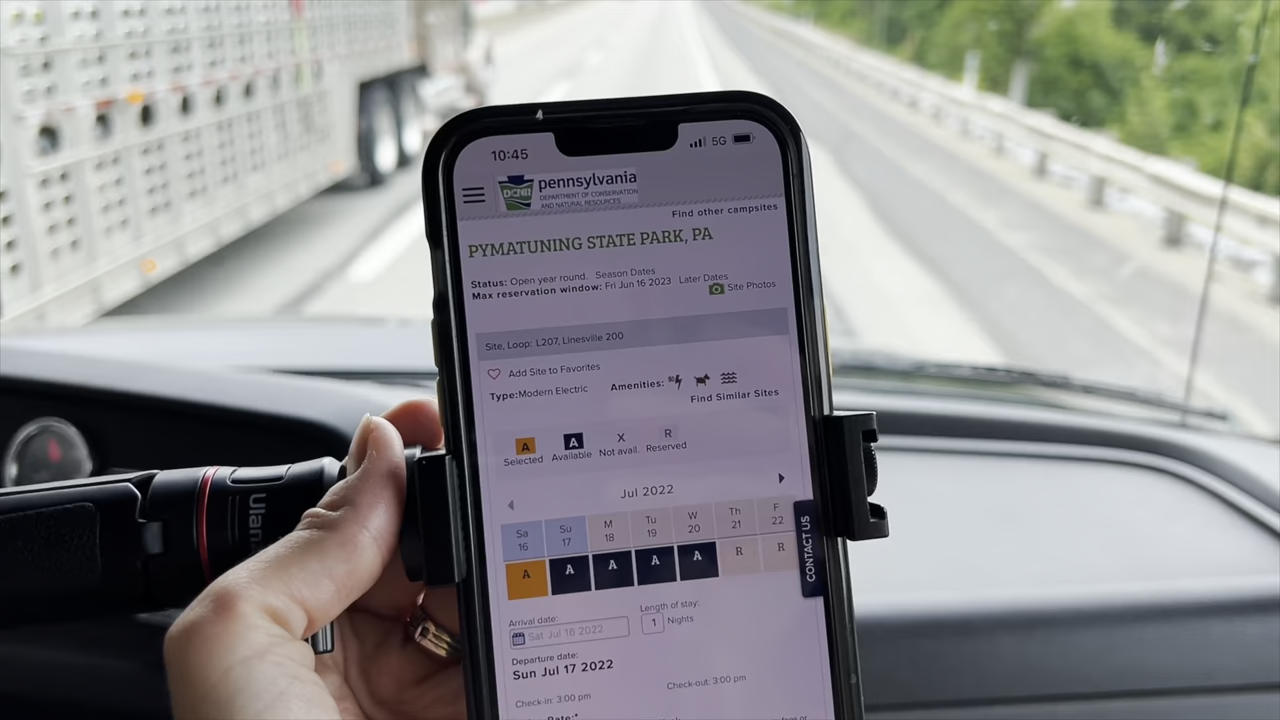 10:45
5G
DCNR
pennsylvania
DEPARTMENT OF CONSERVATION
AND NATURAL RESOURCES
Find other campsites
PYMATUNING STATE PARK, PA
Status: Open year round. Season Dates
Max reservation window: Fri Jun 16 2023 Later Dates
Site Photos
Site, Loop: L207, Linesville 200
Add Site to Favorites
Type:Modern Electric Amenities:
Find Similar Sites
A A X R
Selected Available Not avail. Reserved
Jul 2022
Sa Su M Tu W Th F
16 17 18 19 20 21 22
A A A A A R R
CONTACT US
Arrival date: Length of stay:
Sat Jul 16 2022 1 Nights
Departure date:
Sun Jul 17 2022
Check-in: 3:00 pm Check-out: 3:00 pm
Rate:*
Ulan